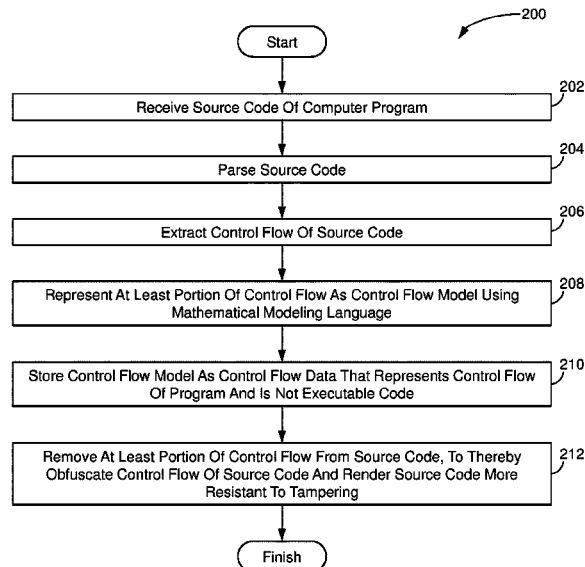 200
Start
202
Receive Source Code Of Computer Program
204
Parse Source Code
206
Extract Control Flow Of Source Code
208
Represent At Least Portion Of Control Flow As Control Flow Model Using
Mathematical Modeling Language
210
Store Control Flow Model As Control Flow Data That Represents Control Flow
Of Program And Is Not Executable Code
212
Remove At Least Portion Of Control Flow From Source Code, To Thereby
Obfuscate Control Flow Of Source Code And Render Source Code More
Resistant To Tampering
Finish